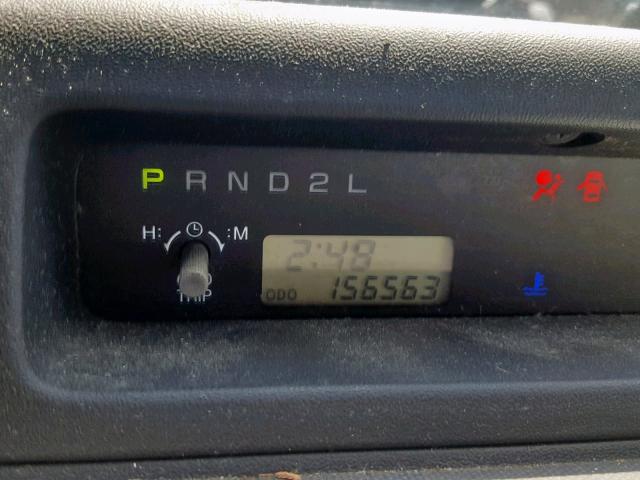 P R N D 2 L
H: :M
2:48
TRIP
ODO 156563